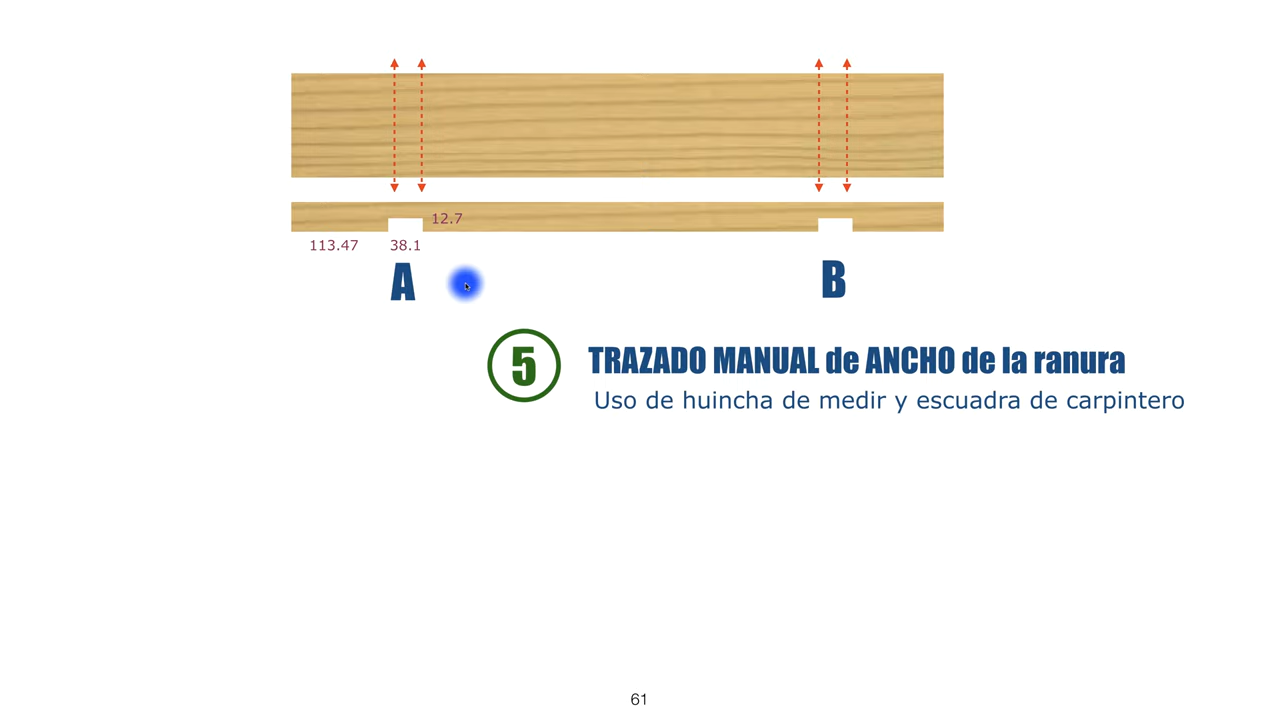 12.7
113.47 38.1
A B
5 TRAZADO MANUAL de ANCHO de la ranura
Uso de huincha de medir y escuadra de carpintero
61